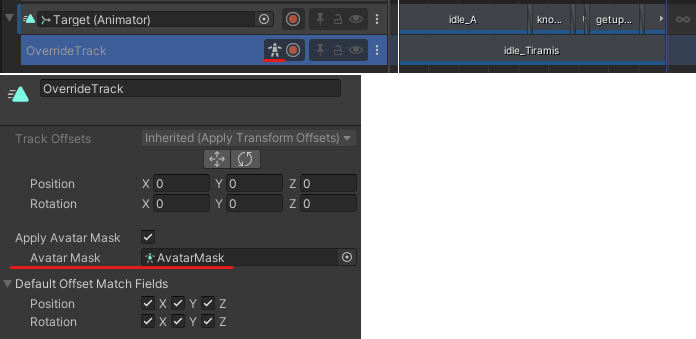 Target (Animator)
idle_A
kno...
getup...
OverrideTrack
idle_Tiramis
OverrideTrack
Track Offsets
Inherited (Apply Transform Offsets)
Position X 0 Y 0 Z 0
Rotation X 0 Y 0 Z 0
Apply Avatar Mask
Avatar Mask AvatarMask
Default Offset Match Fields
Position X Y Z
Rotation X Y Z